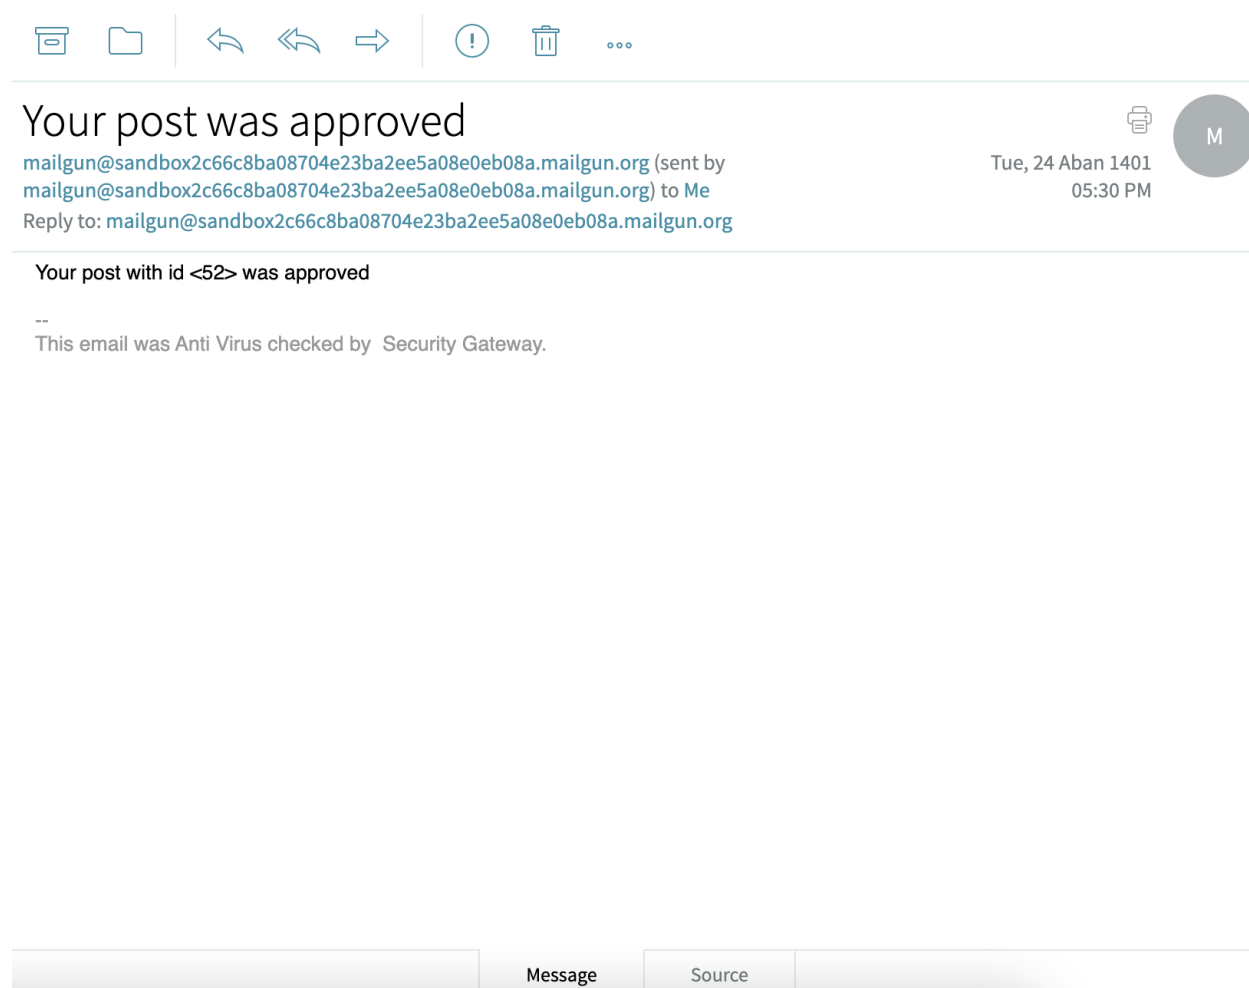 Your post was approved
mailgun@sandbox2c66c8ba08704e23ba2ee5a08e0eb08a.mailgun.org (sent by
mailgun@sandbox2c66c8ba08704e23ba2ee5a08e0eb08a.mailgun.org) to Me
Reply to: mailgun@sandbox2c66c8ba08704e23ba2ee5a08e0eb08a.mailgun.org
Tue, 24 Aban 1401
05:30 PM
M
Your post with id <52> was approved
--
This email was Anti Virus checked by  Security Gateway.
Message
Source